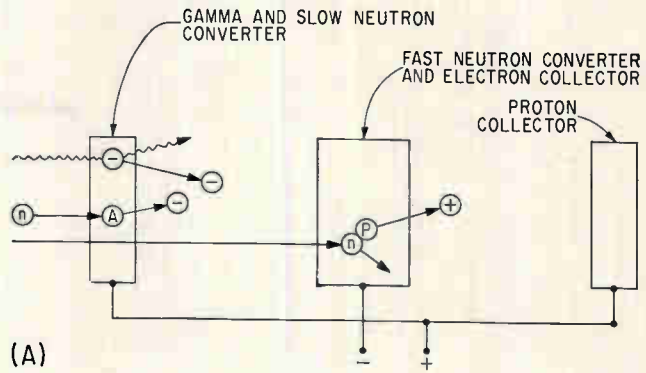 GAMMA AND SLOW NEUTRON
CONVERTER
FAST NEUTRON CONVERTER
AND ELECTRON COLLECTOR
PROTON
COLLECTOR
−
−
n
A
−
+
P
n
− +
(A)